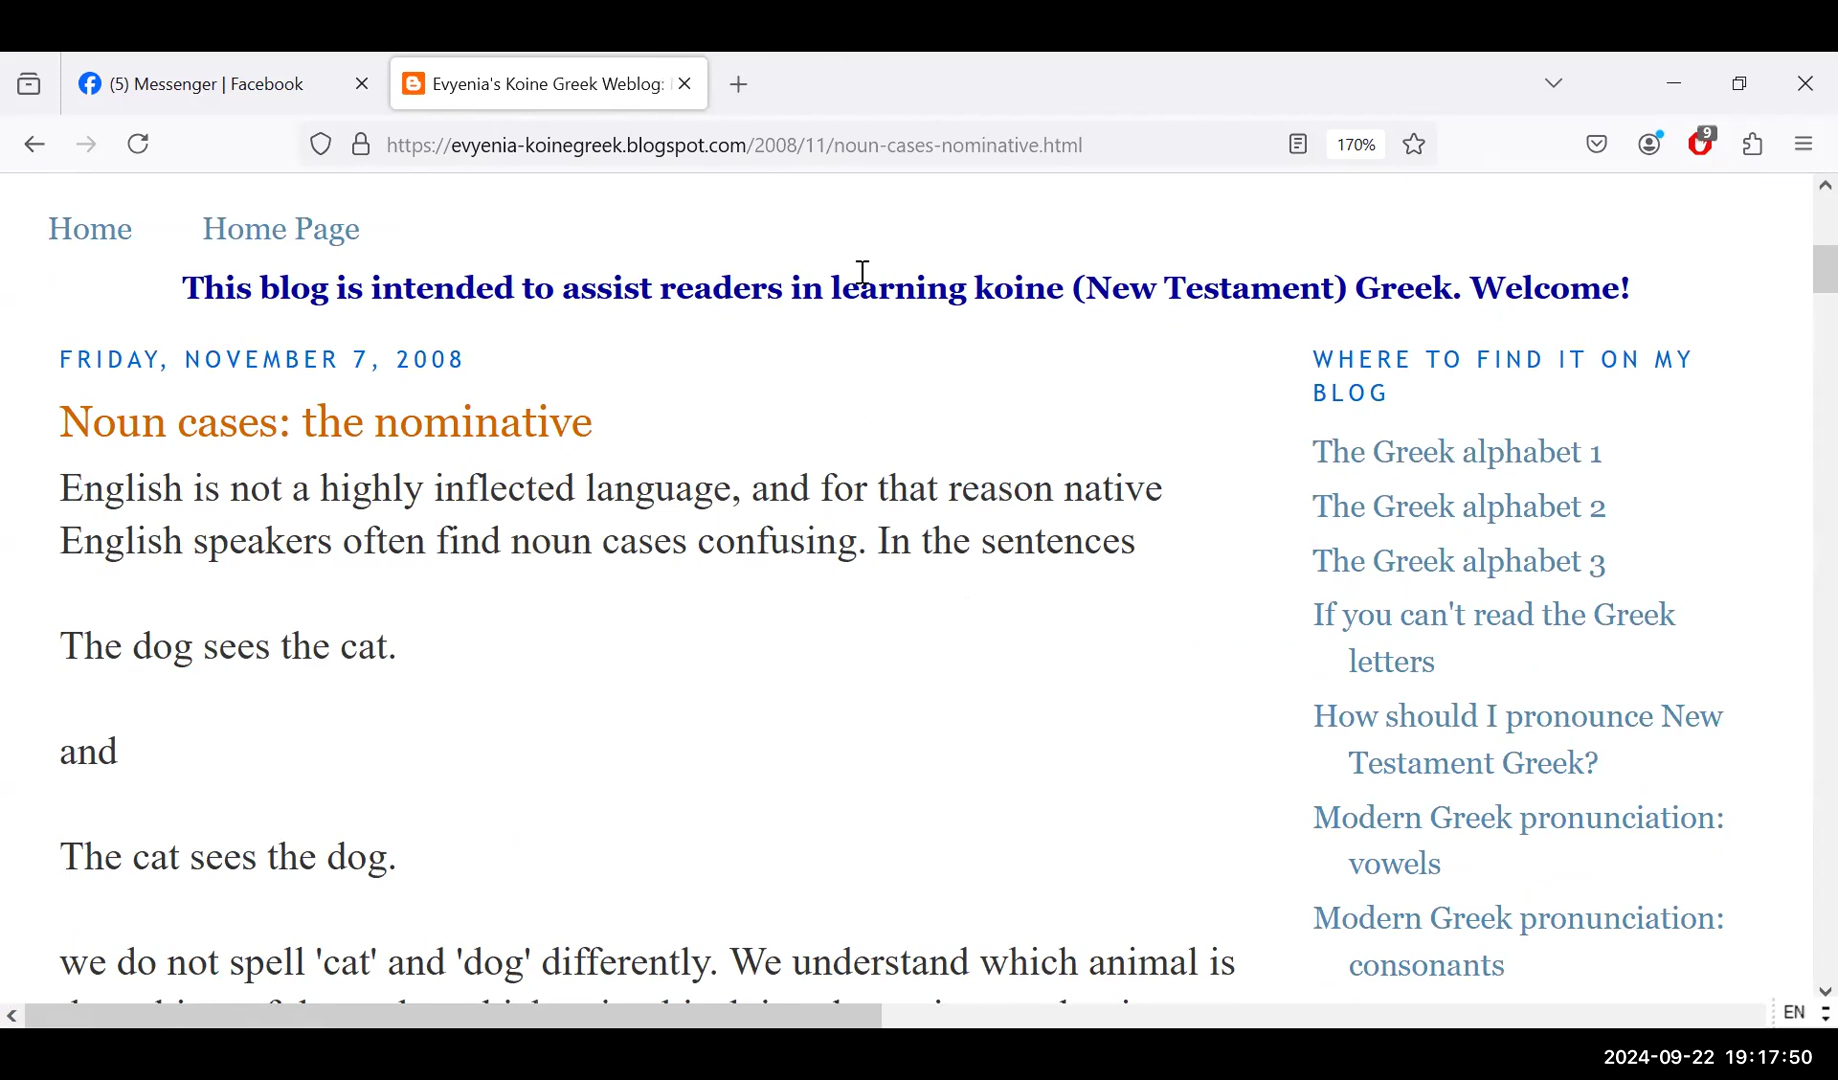 (5) Messenger | Facebook
Evyenia's Koine Greek Weblog:
https://evyenia-koinegreek.blogspot.com/2008/11/noun-cases-nominative.html
170%
9
Home
Home Page
This blog is intended to assist readers in learning koine (New Testament) Greek. Welcome!
FRIDAY, NOVEMBER 7, 2008
Noun cases: the nominative
English is not a highly inflected language, and for that reason native
English speakers often find noun cases confusing. In the sentences
The dog sees the cat.
and
The cat sees the dog.
we do not spell 'cat' and 'dog' differently. We understand which animal is
WHERE TO FIND IT ON MY
BLOG
The Greek alphabet 1
The Greek alphabet 2
The Greek alphabet 3
If you can't read the Greek
letters
How should I pronounce New
Testament Greek?
Modern Greek pronunciation:
vowels
Modern Greek pronunciation:
consonants
EN
2024-09-22 19:17:50